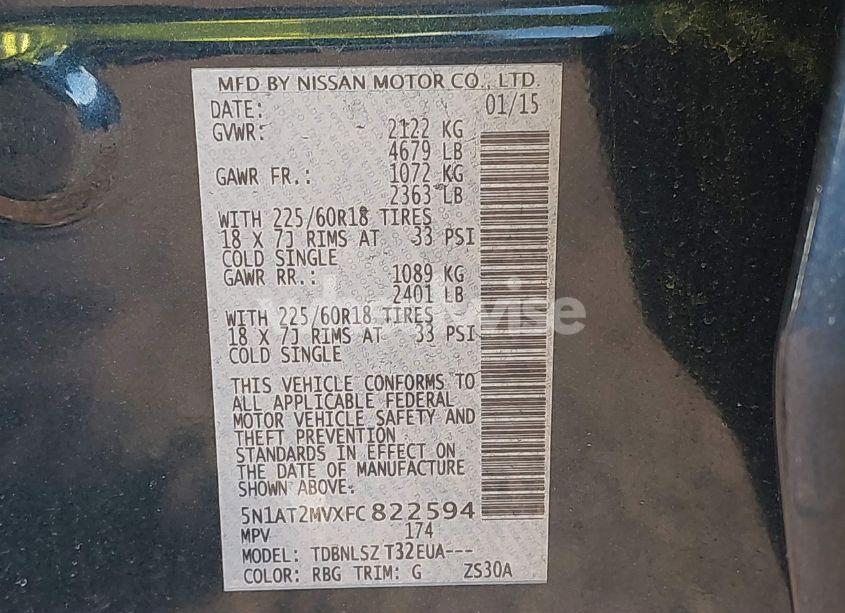 MFD BY NISSAN MOTOR CO., LTD.
DATE: 01/15
GVWR: 2122 KG
4679 LB
GAWR FR.: 1072 KG
2363 LB
WITH 225/60R18 TIRES
18 X 7J RIMS AT 33 PSI
COLD SINGLE
GAWR RR.: 1089 KG
2401 LB
WITH 225/60R18 TIRES
18 X 7J RIMS AT 33 PSI
COLD SINGLE
THIS VEHICLE CONFORMS TO
ALL APPLICABLE FEDERAL
MOTOR VEHICLE SAFETY AND
THEFT PREVENTION
STANDARDS IN EFFECT ON
THE DATE OF MANUFACTURE
SHOWN ABOVE.
5N1AT2MVXFC822594
MPV 174
MODEL: TDBNLSZ T32EUA---
COLOR: RBG TRIM: G ZS30A